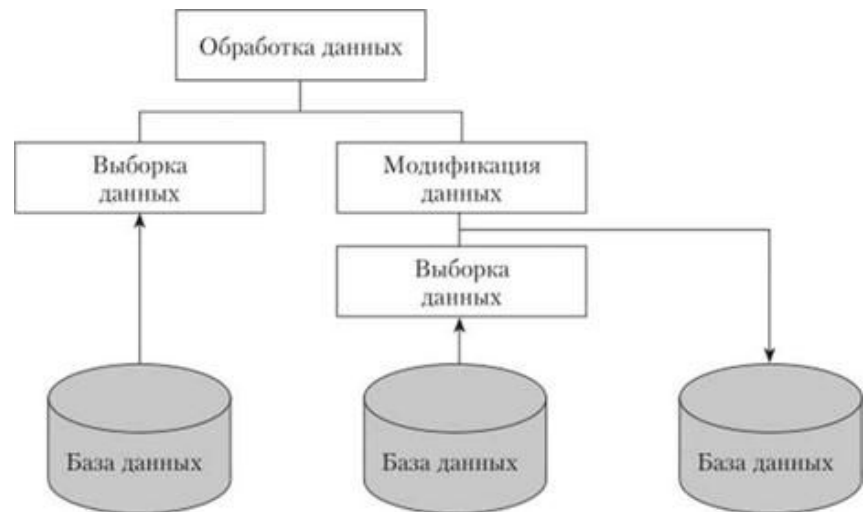 Обработка данных
Выборка
данных
Модификация
данных
Выборка
данных
База данных
База данных
База данных